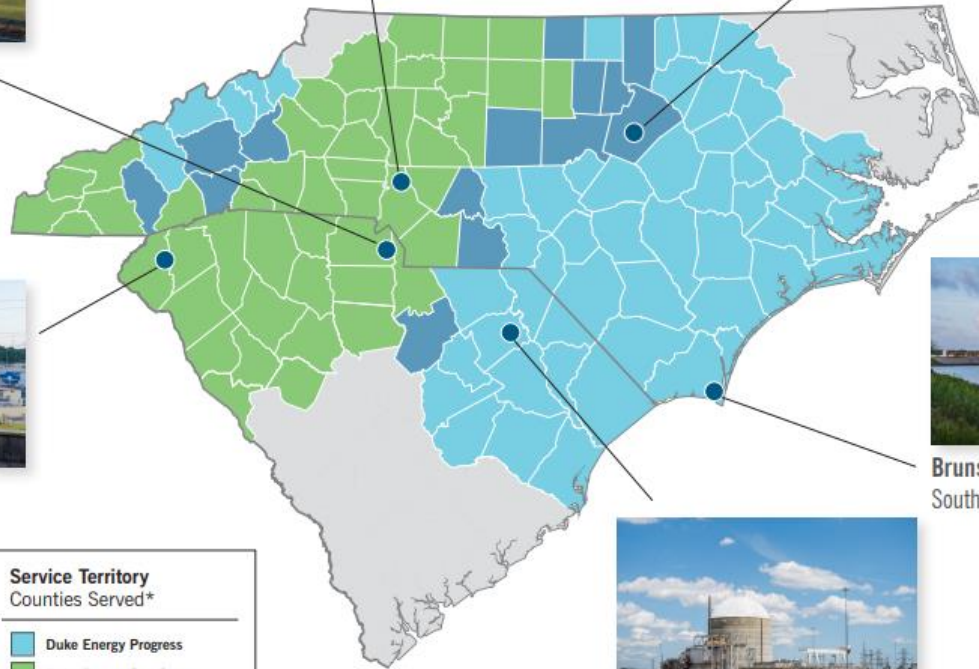 Bruns
South
Service Territory
Counties Served*
Duke Energy Progress